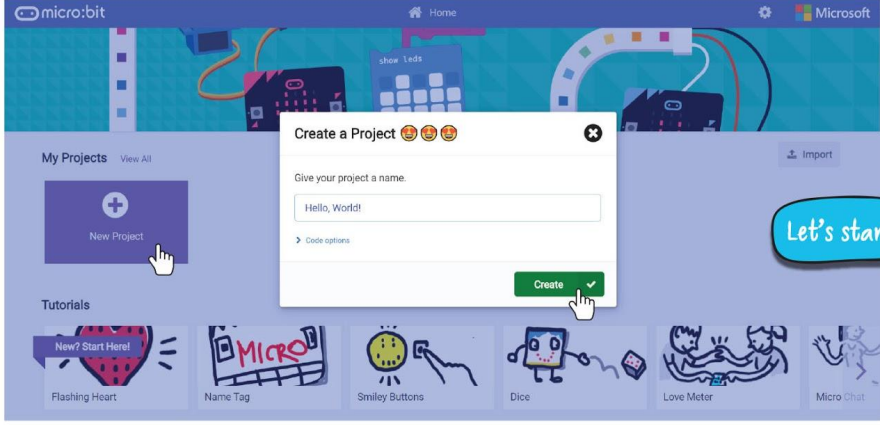 micro:bit
Home
Microsoft
show leds
Create a Project 🤩🤩🤩
My Projects View All
Import
Give your project a name.
Hello, World!
New Project
Code options
Let's star
Create
Tutorials
New? Start Here!
MICRO
Flashing Heart
Name Tag
Smiley Buttons
Dice
Love Meter
Micro Chat